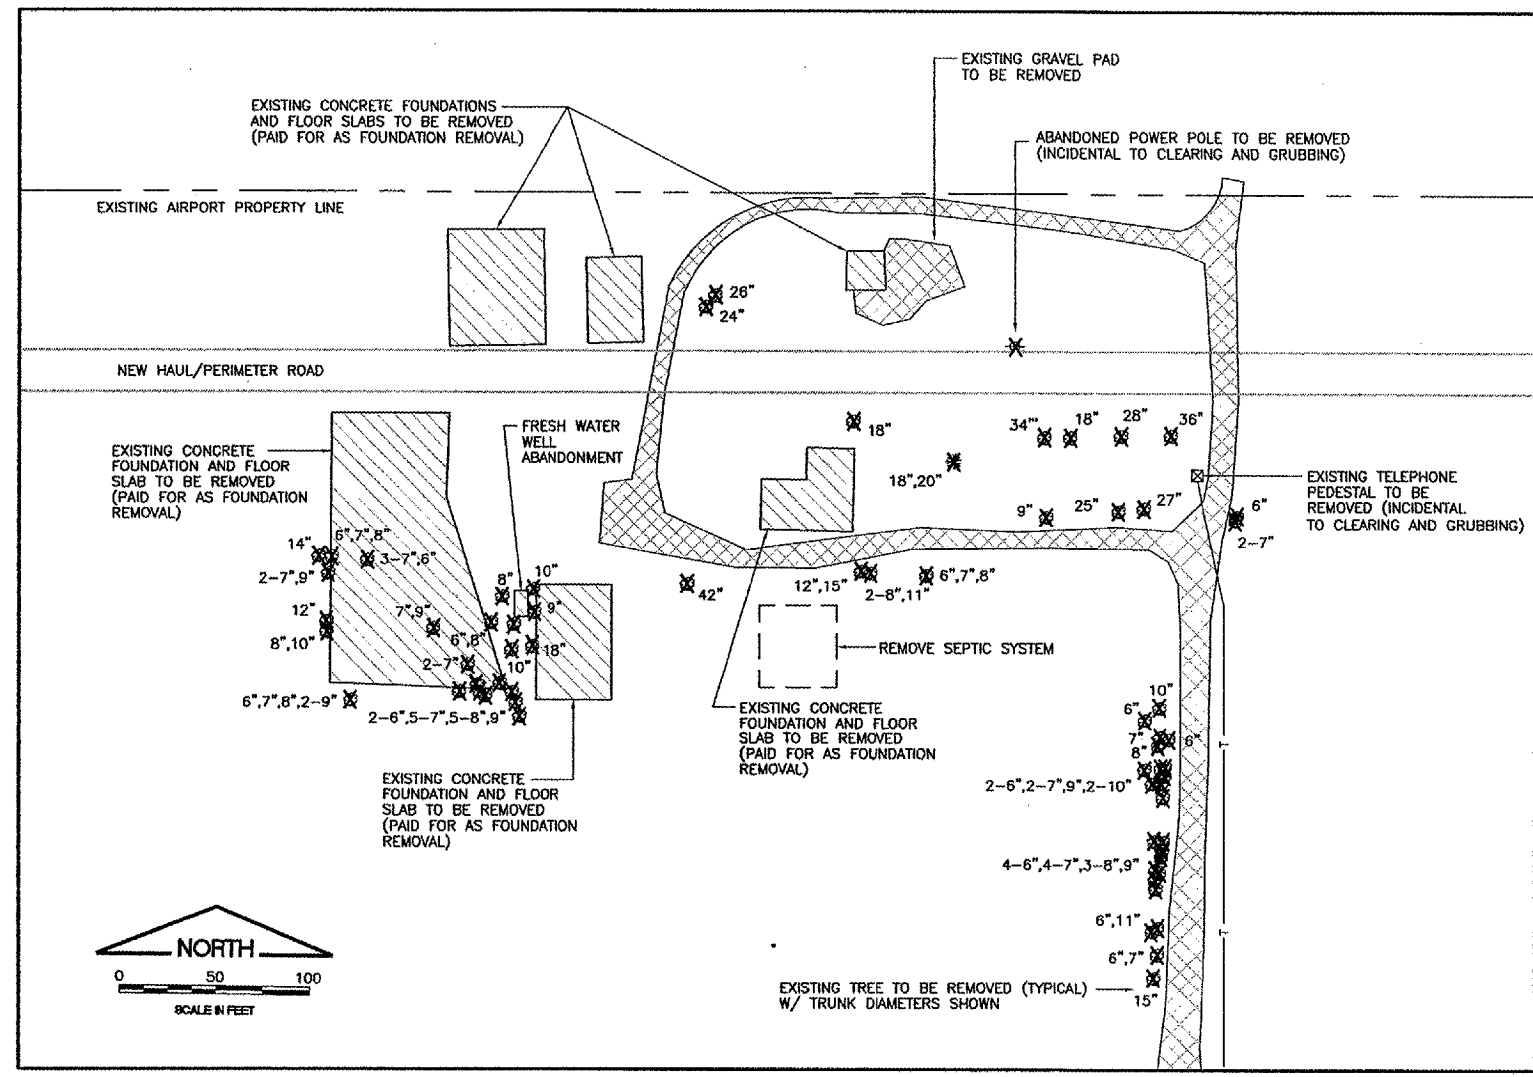 EXISTING GRAVEL PAD
TO BE REMOVED
EXISTING CONCRETE FOUNDATIONS
AND FLOOR SLABS TO BE REMOVED
(PAID FOR AS FOUNDATION REMOVAL)
ABANDONED POWER POLE TO BE REMOVED
(INCIDENTAL TO CLEARING AND GRUBBING)
EXISTING AIRPORT PROPERTY LINE
26"
24"
NEW HAUL/PERIMETER ROAD
18"
34"'
18"
28"
36"
FRESH WATER
WELL
ABANDONMENT
EXISTING CONCRETE
FOUNDATION AND FLOOR
SLAB TO BE REMOVED
(PAID FOR AS FOUNDATION
REMOVAL)
18",20"
EXISTING TELEPHONE
PEDESTAL TO BE
REMOVED (INCIDENTAL
TO CLEARING AND GRUBBING)
9"
25"
27"
6"
2-7"
14"
6",7",8"
3-7",6"
2-7",9"
8"
10"
42"
12",15"
2-8",11"
6",7",8"
12"
8",10"
7",9"
9"
6",8"
18"
2-7"
10"
REMOVE SEPTIC SYSTEM
6",7",8",2-9"
2-6",5-7",5-8",9"
EXISTING CONCRETE
FOUNDATION AND FLOOR
SLAB TO BE REMOVED
(PAID FOR AS FOUNDATION
REMOVAL)
10"
6"
7"
6"
8"
2-6",2-7",9",2-10"
EXISTING CONCRETE
FOUNDATION AND FLOOR
SLAB TO BE REMOVED
(PAID FOR AS FOUNDATION
REMOVAL)
T
4-6",4-7",3-8",9"
6",11"
T
6",7"
NORTH
0 50 100
SCALE IN FEET
EXISTING TREE TO BE REMOVED (TYPICAL)
W/ TRUNK DIAMETERS SHOWN
15"